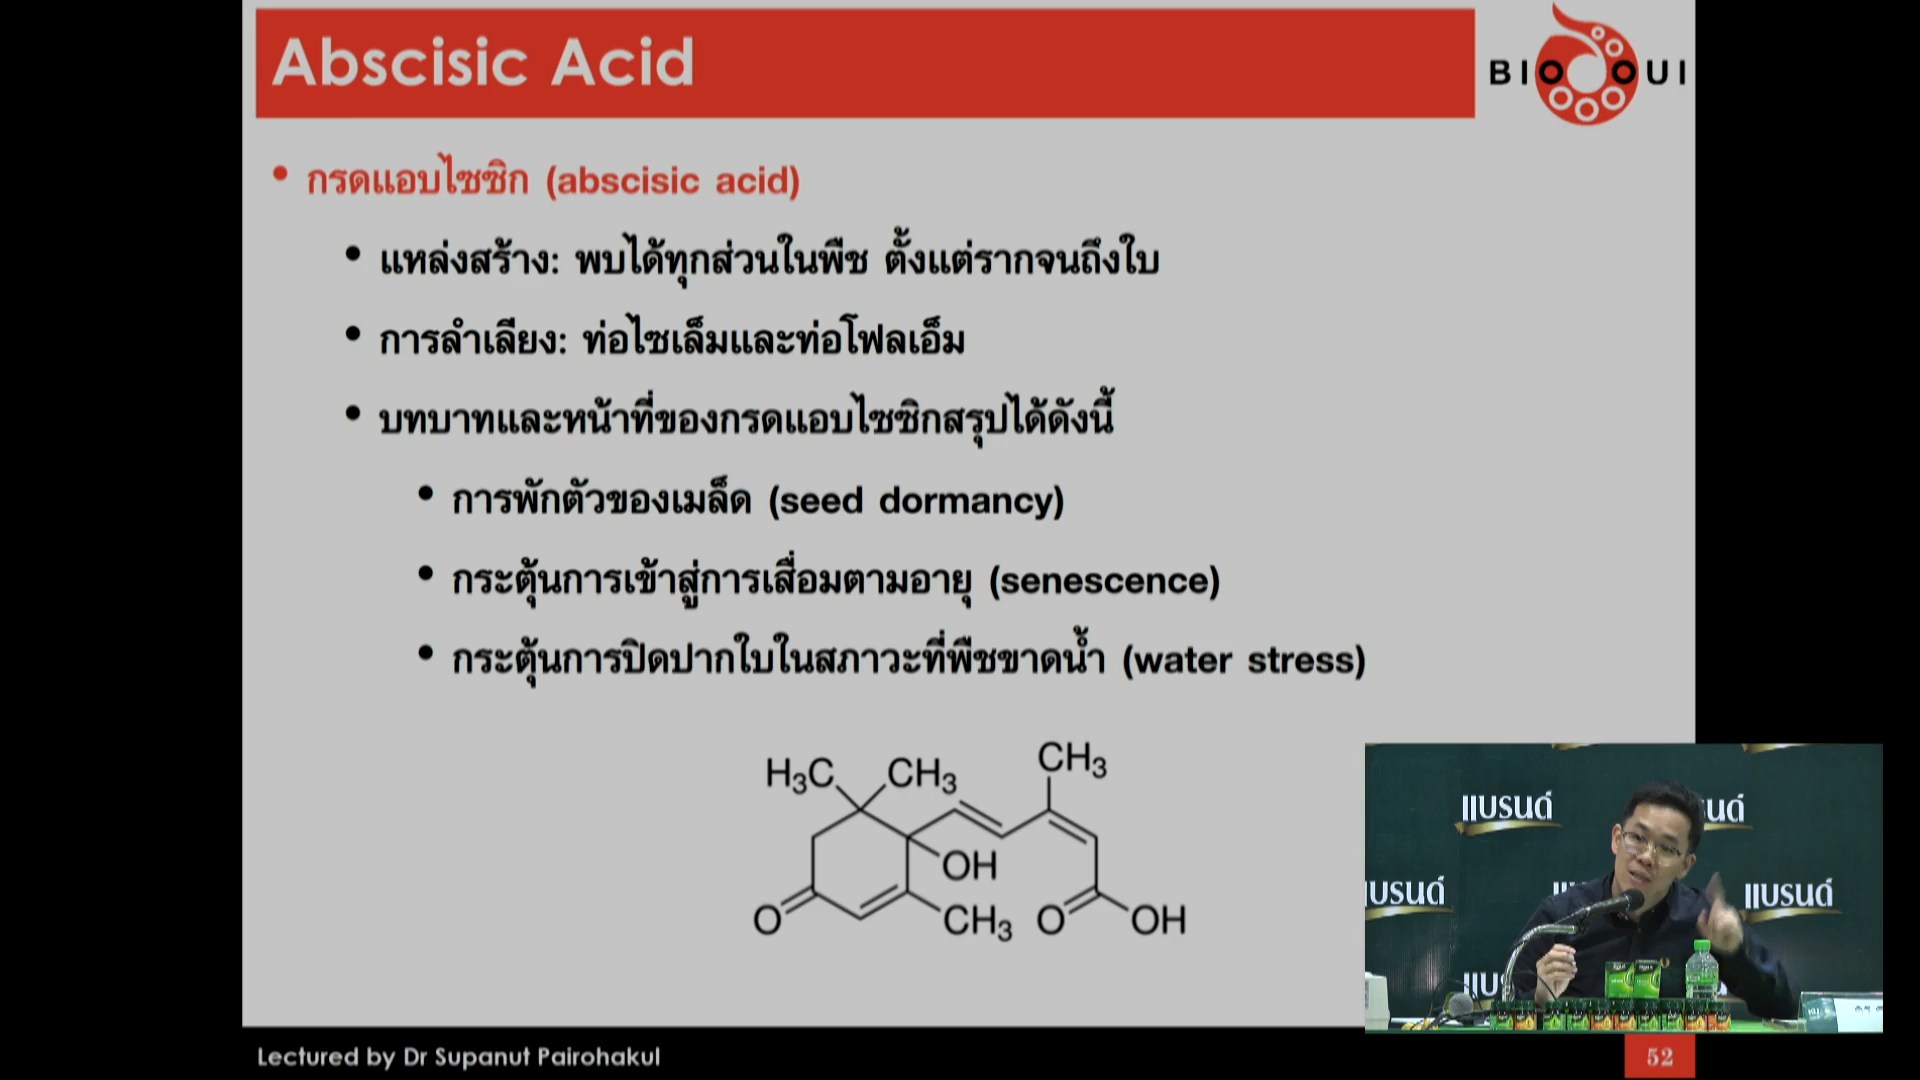 Abscisic Acid
BIO OUI
• กรดแอบไซซิก (abscisic acid)
• แหล่งสร้าง: พบได้ทุกส่วนในพืช ตั้งแต่รากจนถึงใบ
• การลำเลียง: ท่อไซเล็มและท่อโฟลเอ็ม
• บทบาทและหน้าที่ของกรดแอบไซซิกสรุปได้ดังนี้
• การพักตัวของเมล็ด (seed dormancy)
• กระตุ้นการเข้าสู่การเสื่อมตามอายุ (senescence)
• กระตุ้นการปิดปากใบในสภาวะที่พืชขาดน้ำ (water stress)
CH₃
H₃C CH₃
OH
O CH₃ O OH
แบรนด์
แบรนด์
Lectured by Dr Supanut Pairohakul
52